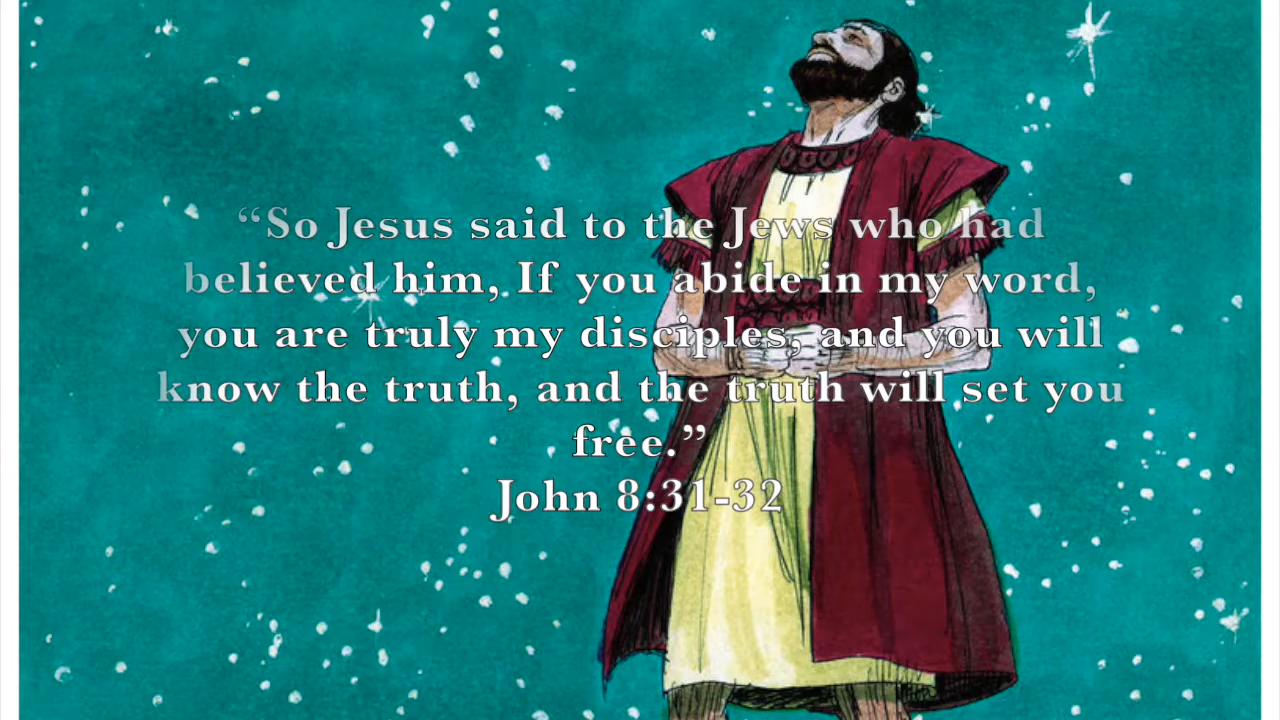 “So Jesus said to the Jews who had
believed him, If you abide in my word,
you are truly my disciples, and you will
know the truth, and the truth will set you
free.”
John 8:31-32